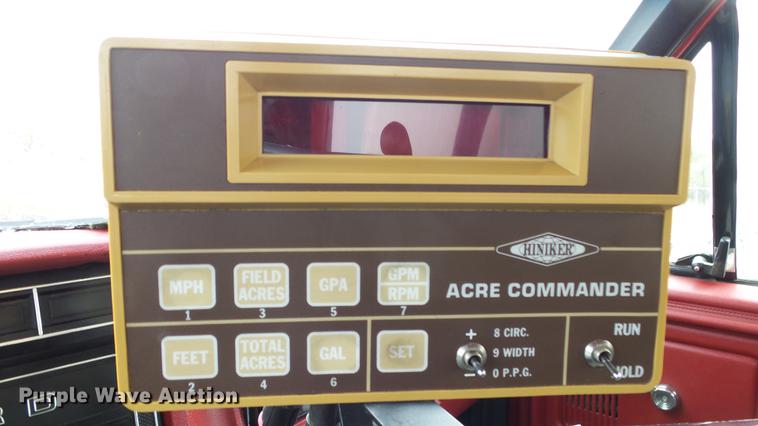 HINIKER
ACRE COMMANDER
MPH
1
FIELD ACRES
3
GPA
5
GPM
RPM
7
FEET
2
TOTAL ACRES
4
GAL
6
SET
+
−
8 CIRC.
9 WIDTH
0 P.P.G.
RUN
HOLD
Purple Wave Auction